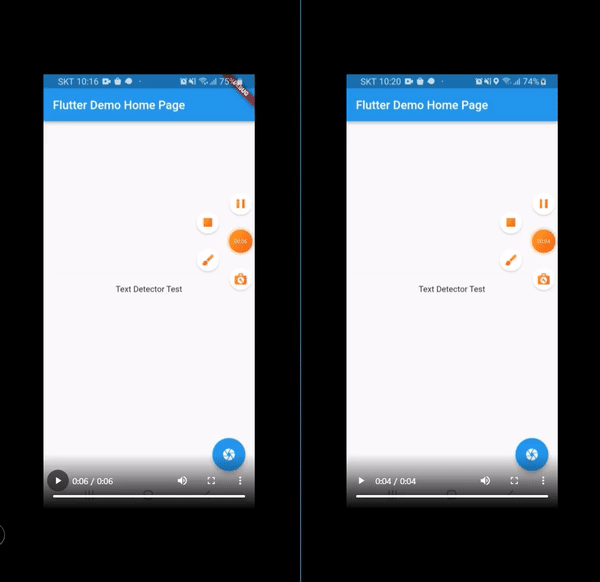 SKT 10:16
75%
Flutter Demo Home Page
00:06
Text Detector Test
0:06 / 0:06
SKT 10:20
74%
Flutter Demo Home Page
00:04
Text Detector Test
0:04 / 0:04